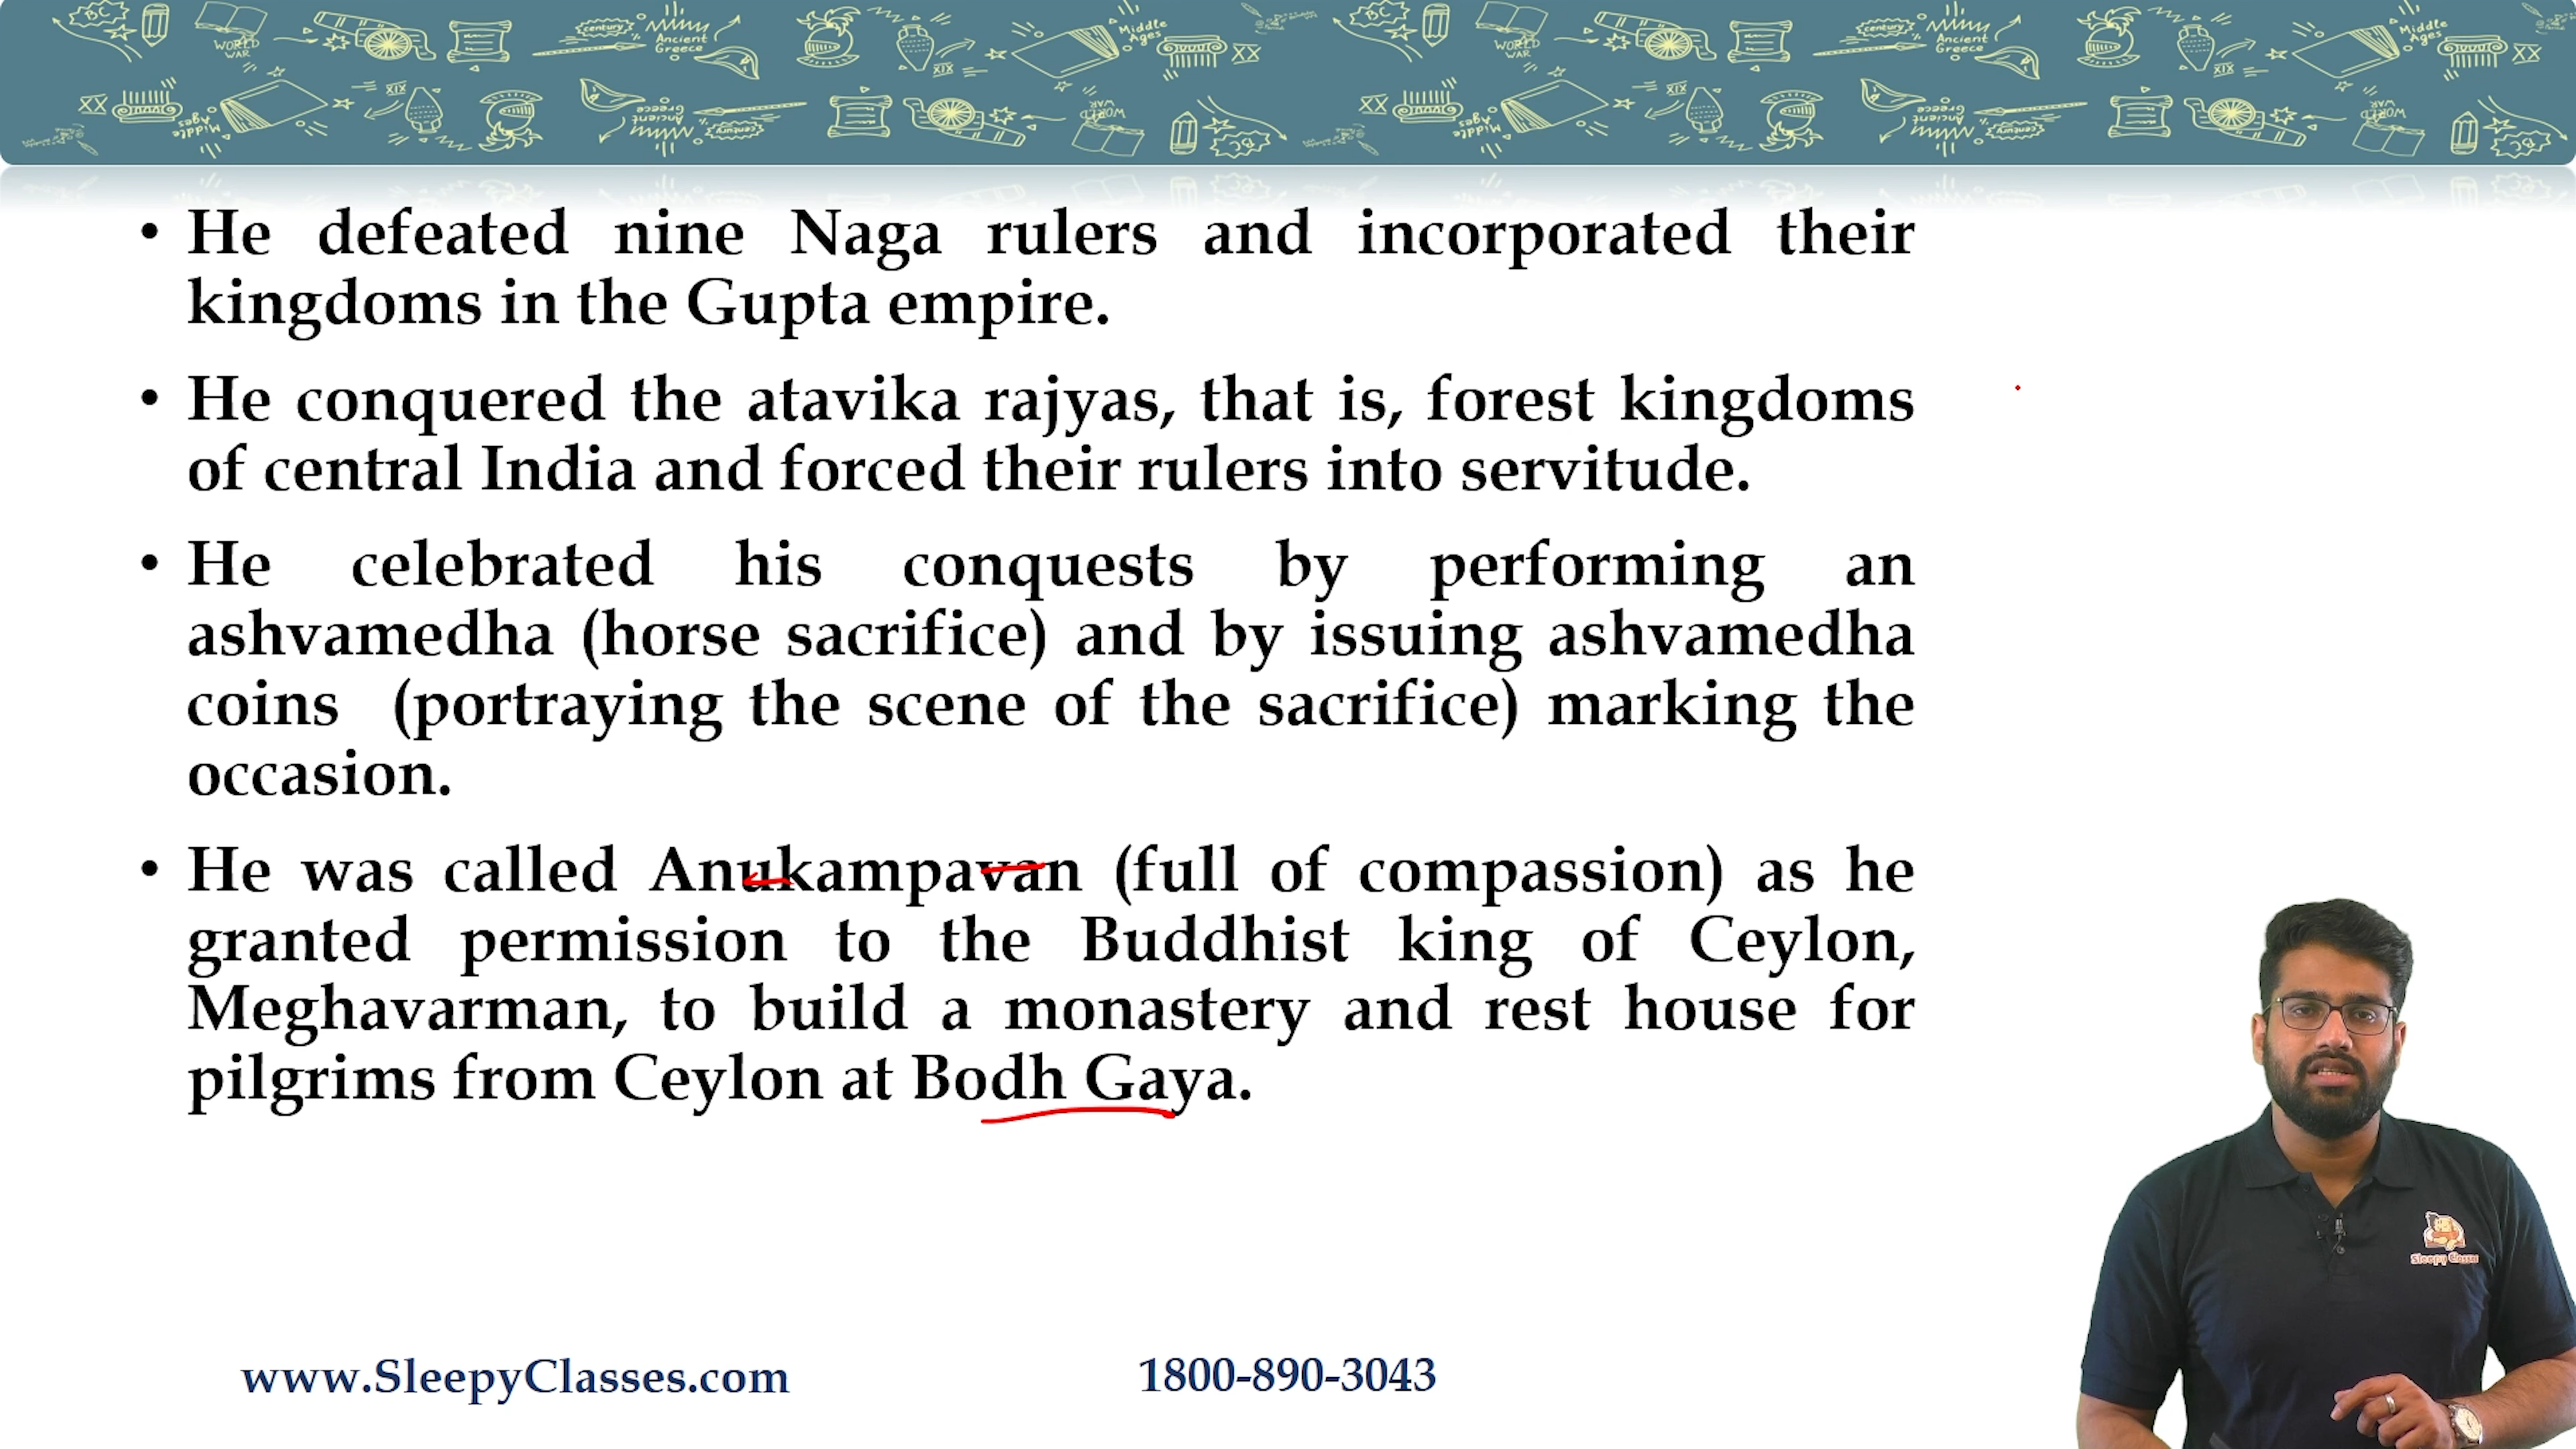 • He defeated nine Naga rulers and incorporated their
kingdoms in the Gupta empire.
• He conquered the atavika rajyas, that is, forest kingdoms
of central India and forced their rulers into servitude.
• He celebrated his conquests by performing an
ashvamedha (horse sacrifice) and by issuing ashvamedha
coins (portraying the scene of the sacrifice) marking the
occasion.
• He was called Anukampavan (full of compassion) as he
granted permission to the Buddhist king of Ceylon,
Meghavarman, to build a monastery and rest house for
pilgrims from Ceylon at Bodh Gaya.
Sleepy Classes
www.SleepyClasses.com 1800-890-3043